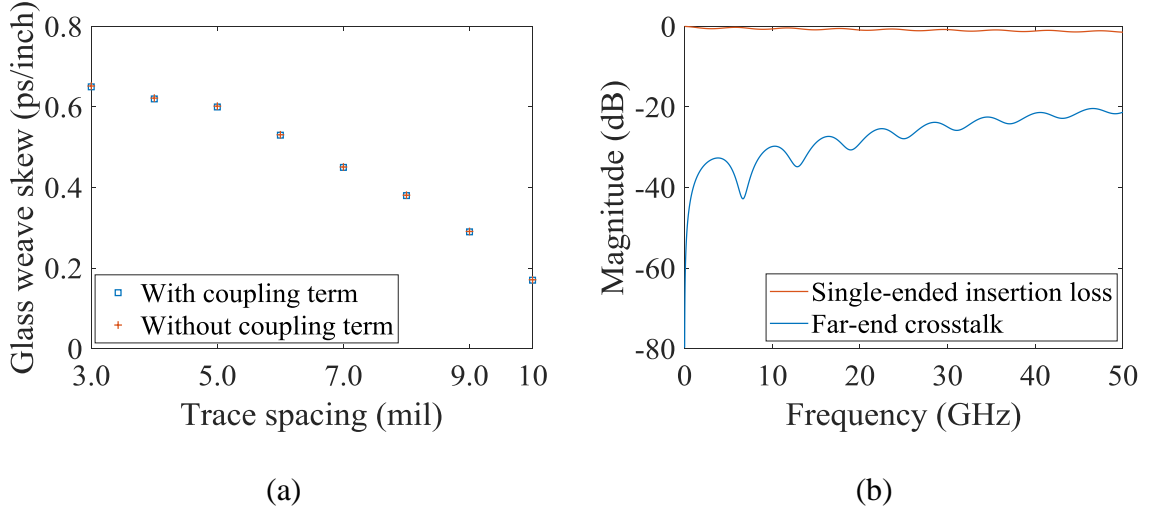 Glass weave skew (ps/inch)
0.8
0.6
0.4
0.2
0
With coupling term
Without coupling term
3.0 5.0 7.0 9.0 10
Trace spacing (mil)
(a)
Magnitude (dB)
0
-20
-40
-60
-80
Single-ended insertion loss
Far-end crosstalk
0 10 20 30 40 50
Frequency (GHz)
(b)